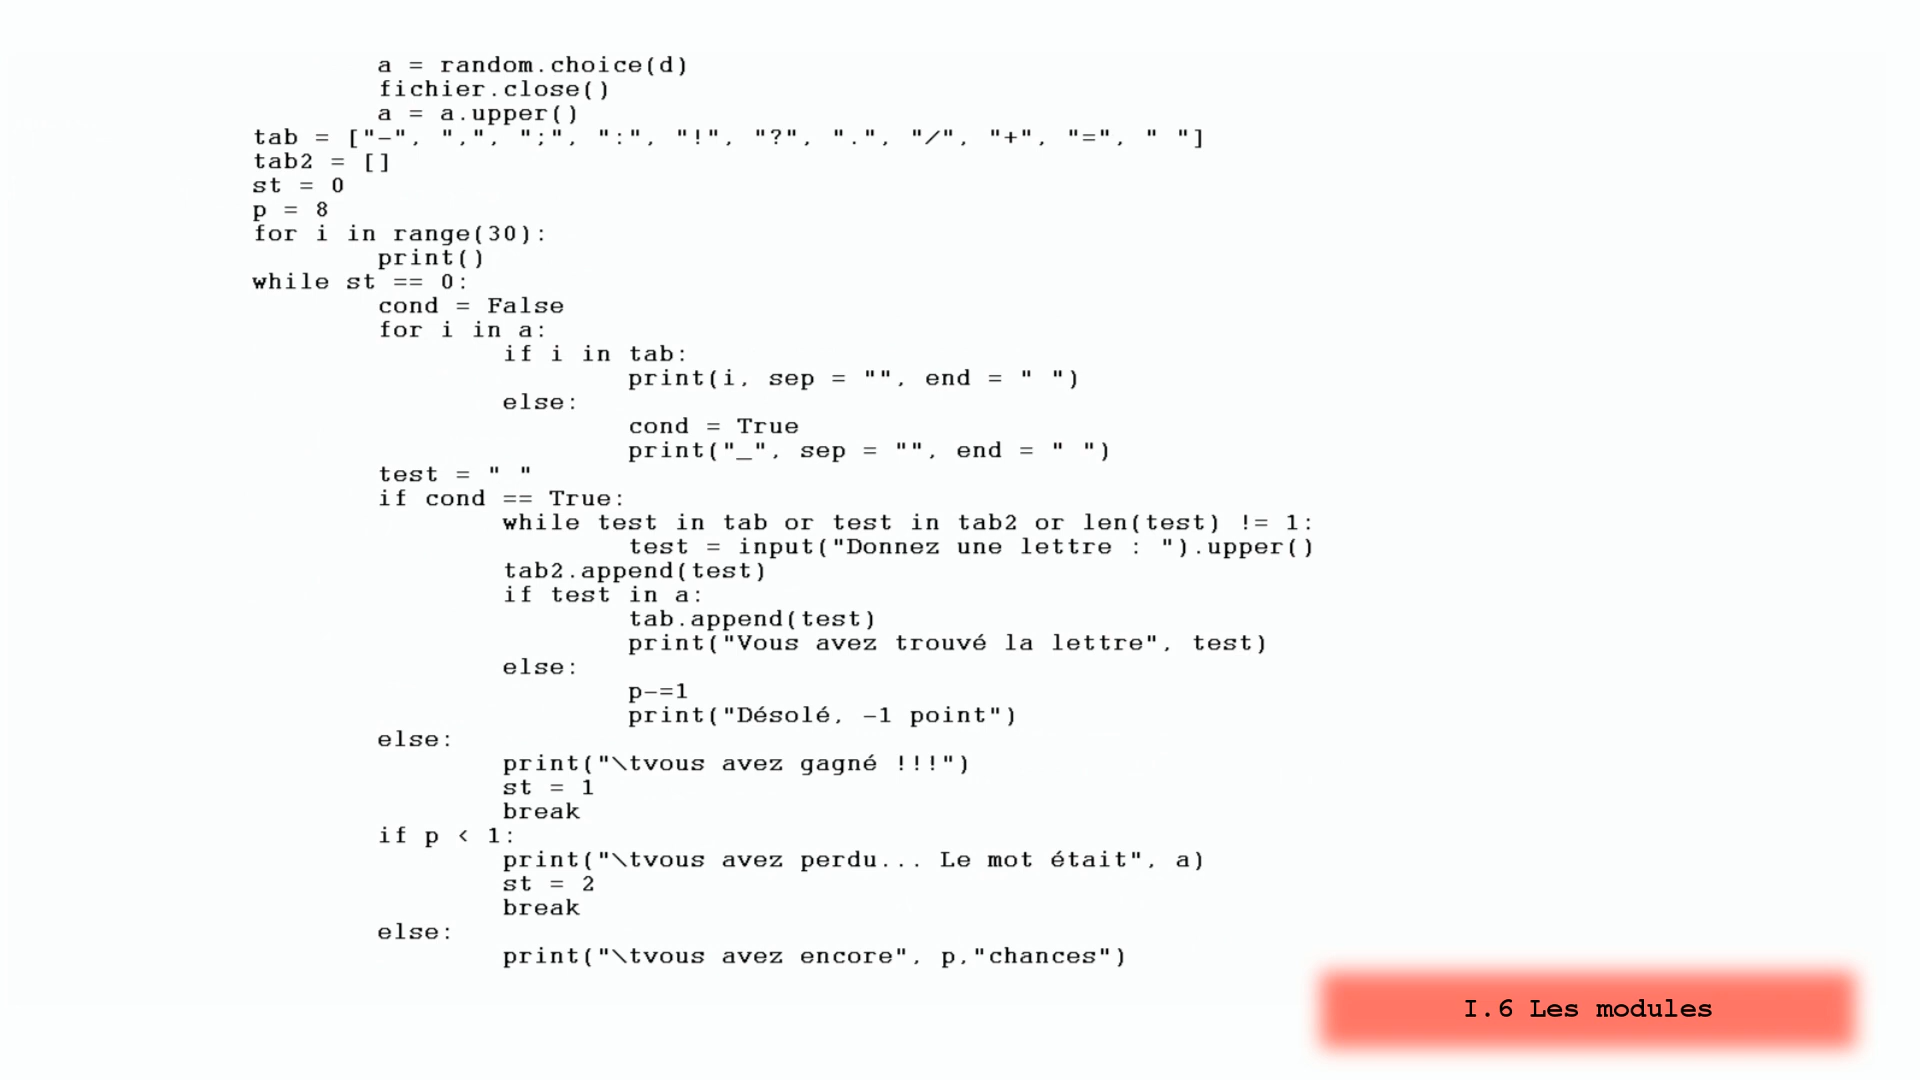 a = random.choice(d)
fichier.close()
a = a.upper()
tab = ["-", ",", ";", ":", "!", "?", ".", "/", "+", "=", " "]
tab2 = []
st = 0
p = 8
for i in range(30):
print()
while st == 0:
cond = False
for i in a:
if i in tab:
print(i, sep = "", end = " ")
else:
cond = True
print("_", sep = "", end = " ")
test = " "
if cond == True:
while test in tab or test in tab2 or len(test) != 1:
test = input("Donnez une lettre : ").upper()
tab2.append(test)
if test in a:
tab.append(test)
print("Vous avez trouvé la lettre", test)
else:
p-=1
print("Désolé, -1 point")
else:
print("\tvous avez gagné !!!")
st = 1
break
if p < 1:
print("\tvous avez perdu... Le mot était", a)
st = 2
break
else:
print("\tvous avez encore", p,"chances")
I.6 Les modules